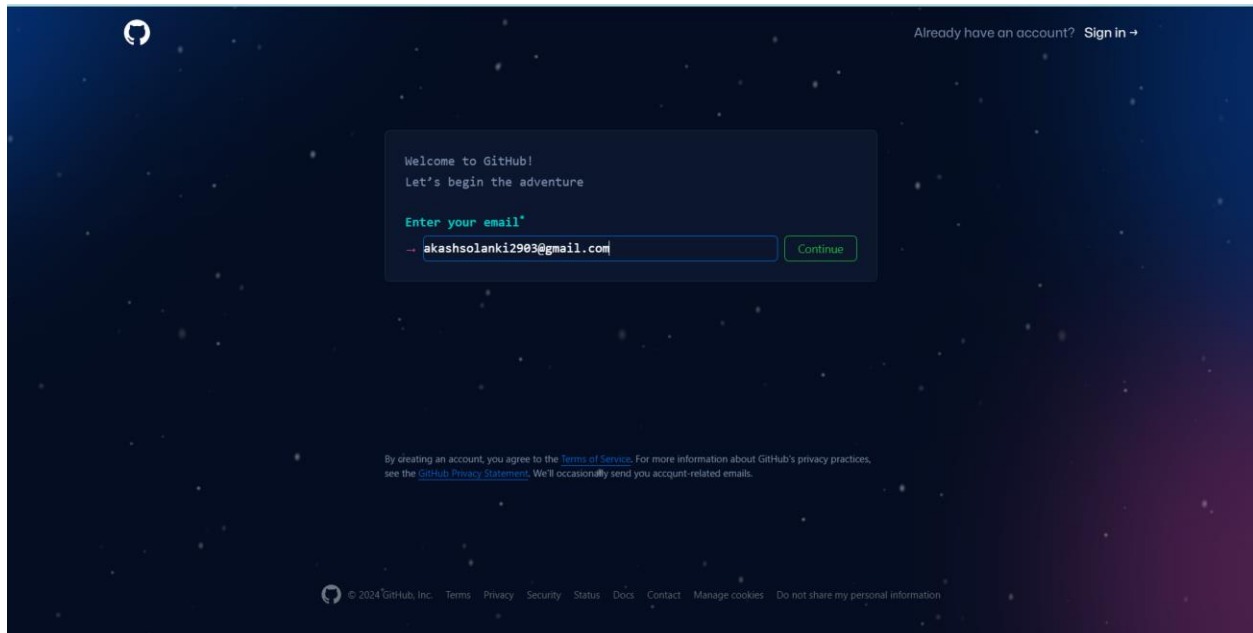 Already have an account? Sign in →
Welcome to GitHub!
Let's begin the adventure
Enter your email*
→ akashsolanki2903@gmail.com Continue
By creating an account, you agree to the Terms of Service. For more information about GitHub's privacy practices,
see the GitHub Privacy Statement. We'll occasionally send you account-related emails.
© 2024 GitHub, Inc. Terms Privacy Security Status Docs Contact Manage cookies Do not share my personal information